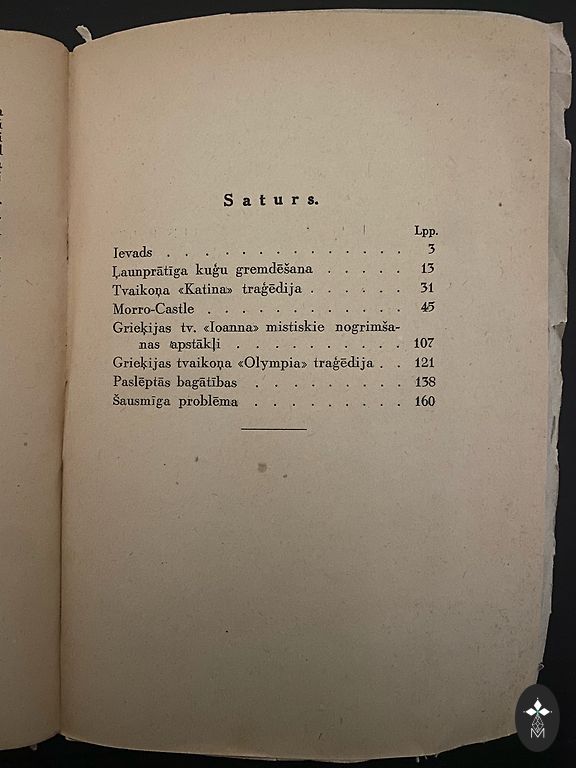 Saturs.
Lpp.
Ievads . . . . . . . . . . . . . . 3
Ļaunprātīga kuģu gremdēšana . . . . . 13
Tvaikoņa «Katina» traģēdija . . . . . . 31
Morro-Castle . . . . . . . . . . . . 45
Grieķijas tv. «Ioanna» mistiskie nogrimša-
nas apstākļi . . . . . . . . . . 107
Grieķijas tvaikoņa «Olympia» traģēdija . . 121
Paslēptās bagātības . . . . . . . . . 138
Šausmīga problēma . . . . . . . . . 160
M